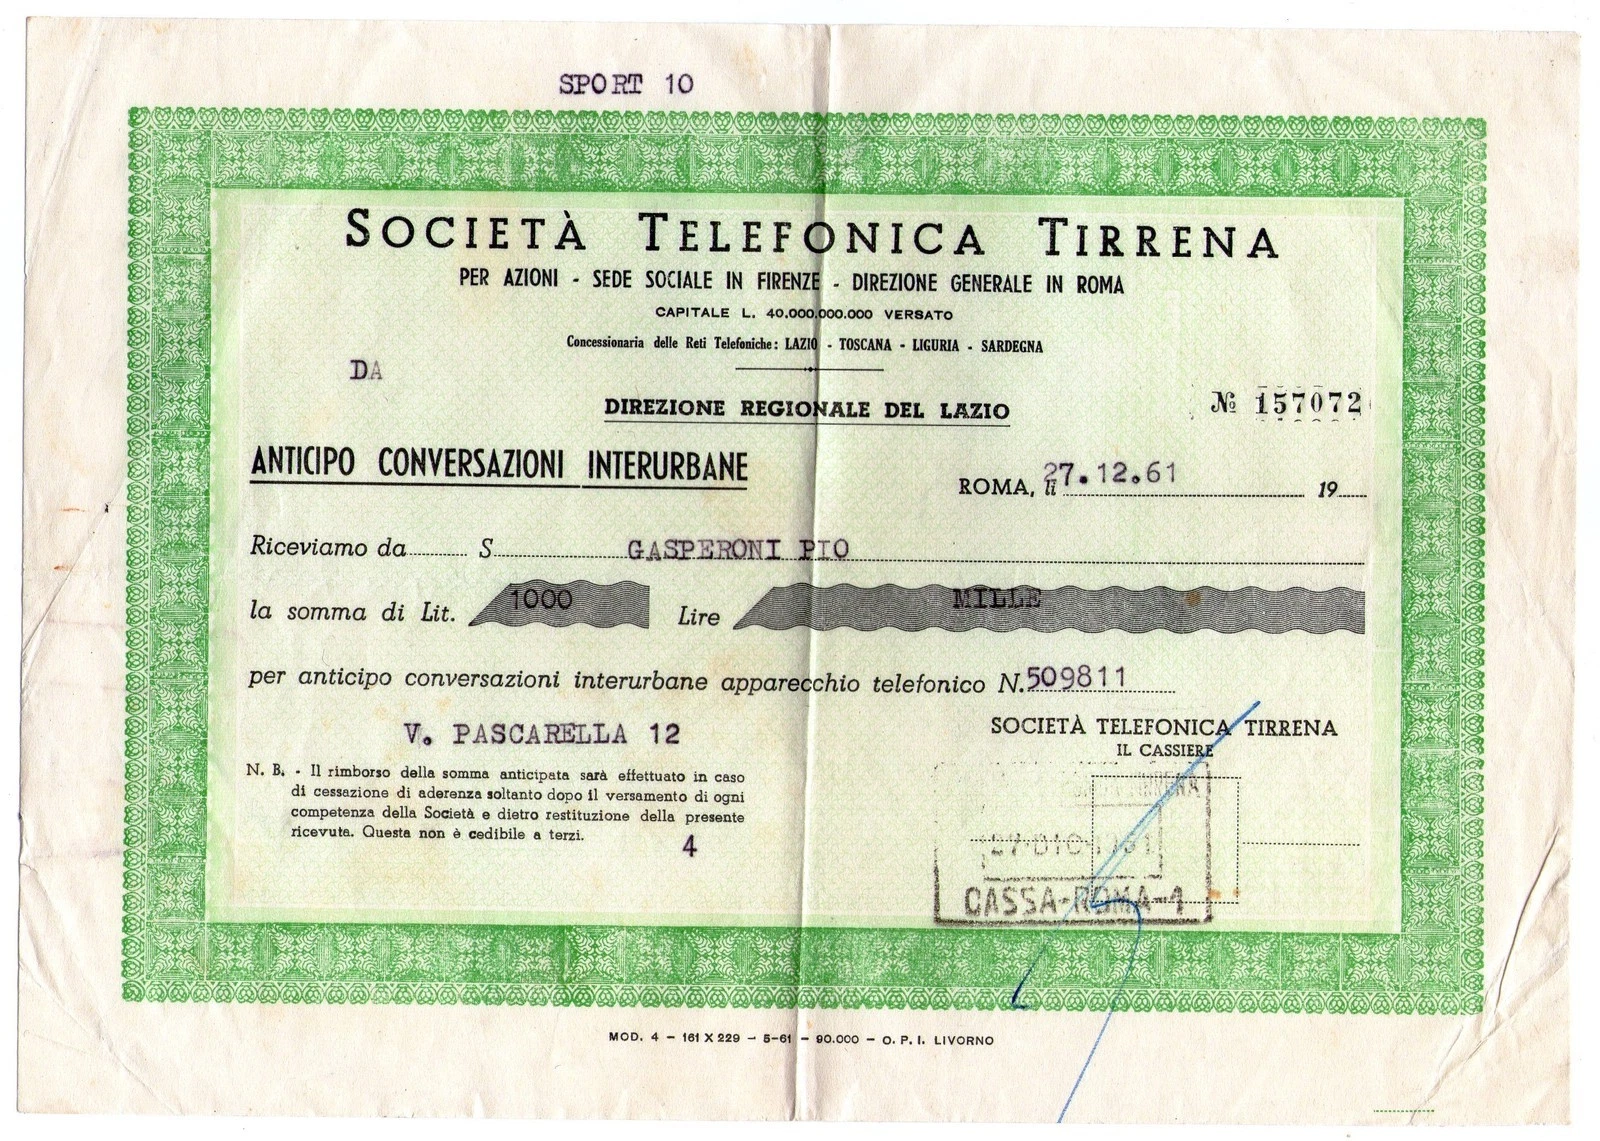 SPORT 10
SOCIETÀ TELEFONICA TIRRENA
PER AZIONI - SEDE SOCIALE IN FIRENZE - DIREZIONE GENERALE IN ROMA
CAPITALE L. 40.000.000.000 VERSATO
Concessionaria delle Reti Telefoniche: LAZIO - TOSCANA - LIGURIA - SARDEGNA
DA
DIREZIONE REGIONALE DEL LAZIO
№ 157072
ANTICIPO CONVERSAZIONI INTERURBANE
ROMA, li 27.12.61 19
Riceviamo da S GASPERONI PIO
la somma di Lit. 1000 Lire MILLE
per anticipo conversazioni interurbane apparecchio telefonico N. 509811
V. PASCARELLA 12
SOCIETÀ TELEFONICA TIRRENA
IL CASSIERE
N. B. - Il rimborso della somma anticipata sarà effettuato in caso
di cessazione di aderenza soltanto dopo il versamento di ogni
competenza della Società e dietro restituzione della presente
ricevuta. Questa non è cedibile a terzi.
4
TIRRENA
27 DIC 1961
CASSA-ROMA-1
MOD. 4 - 161 X 229 - 5-61 - 90.000 - O. P. I. LIVORNO